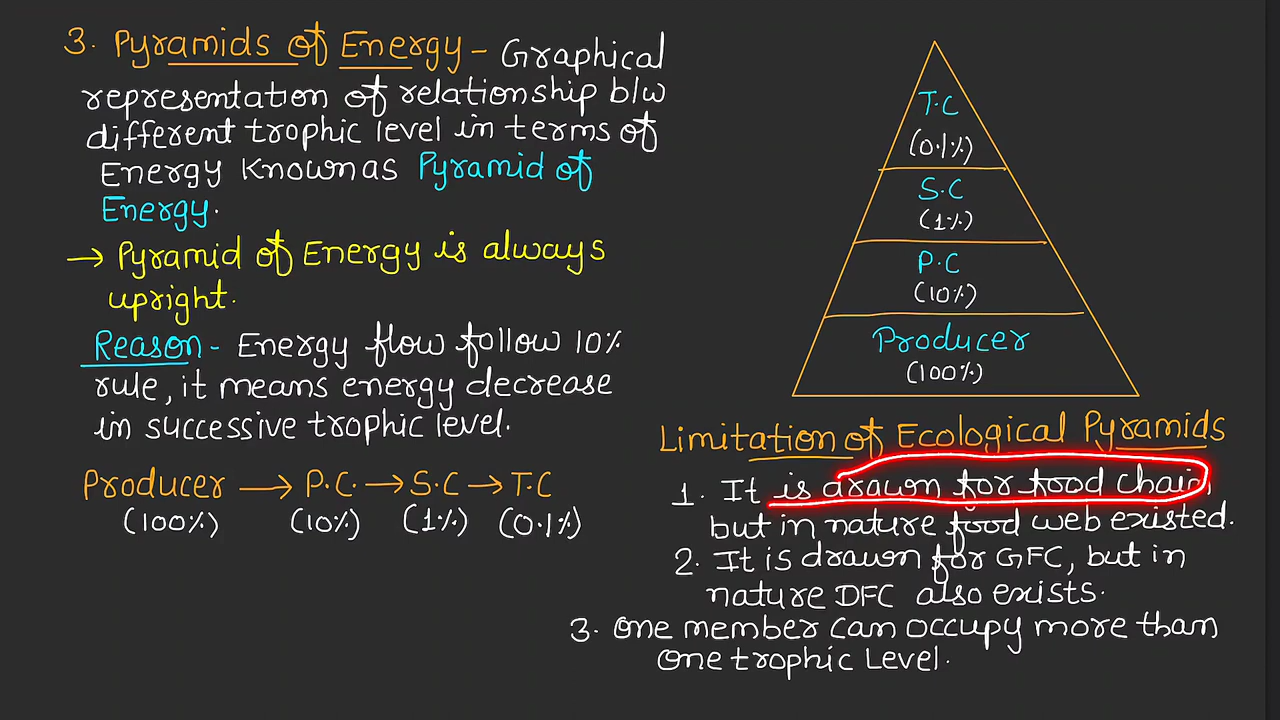 3. Pyramids of Energy - Graphical
representation of relationship b/w
different trophic level in terms of
Energy Known as Pyramid of
Energy.
→ Pyramid of Energy is always
upright.
Reason - Energy flow follow 10%
rule, it means energy decrease
in successive trophic level.
Producer → P.C. → S.C → T.C
(100%) (10%) (1%) (0.1%)
T.C
(0.1%)
S.C
(1%)
P.C
(10%)
Producer
(100%)
Limitation of Ecological Pyramids
1. It is drawn for food chain,
but in nature food web existed.
2. It is drawn for GFC, but in
nature DFC also exists.
3. One member can occupy more than
one trophic Level.